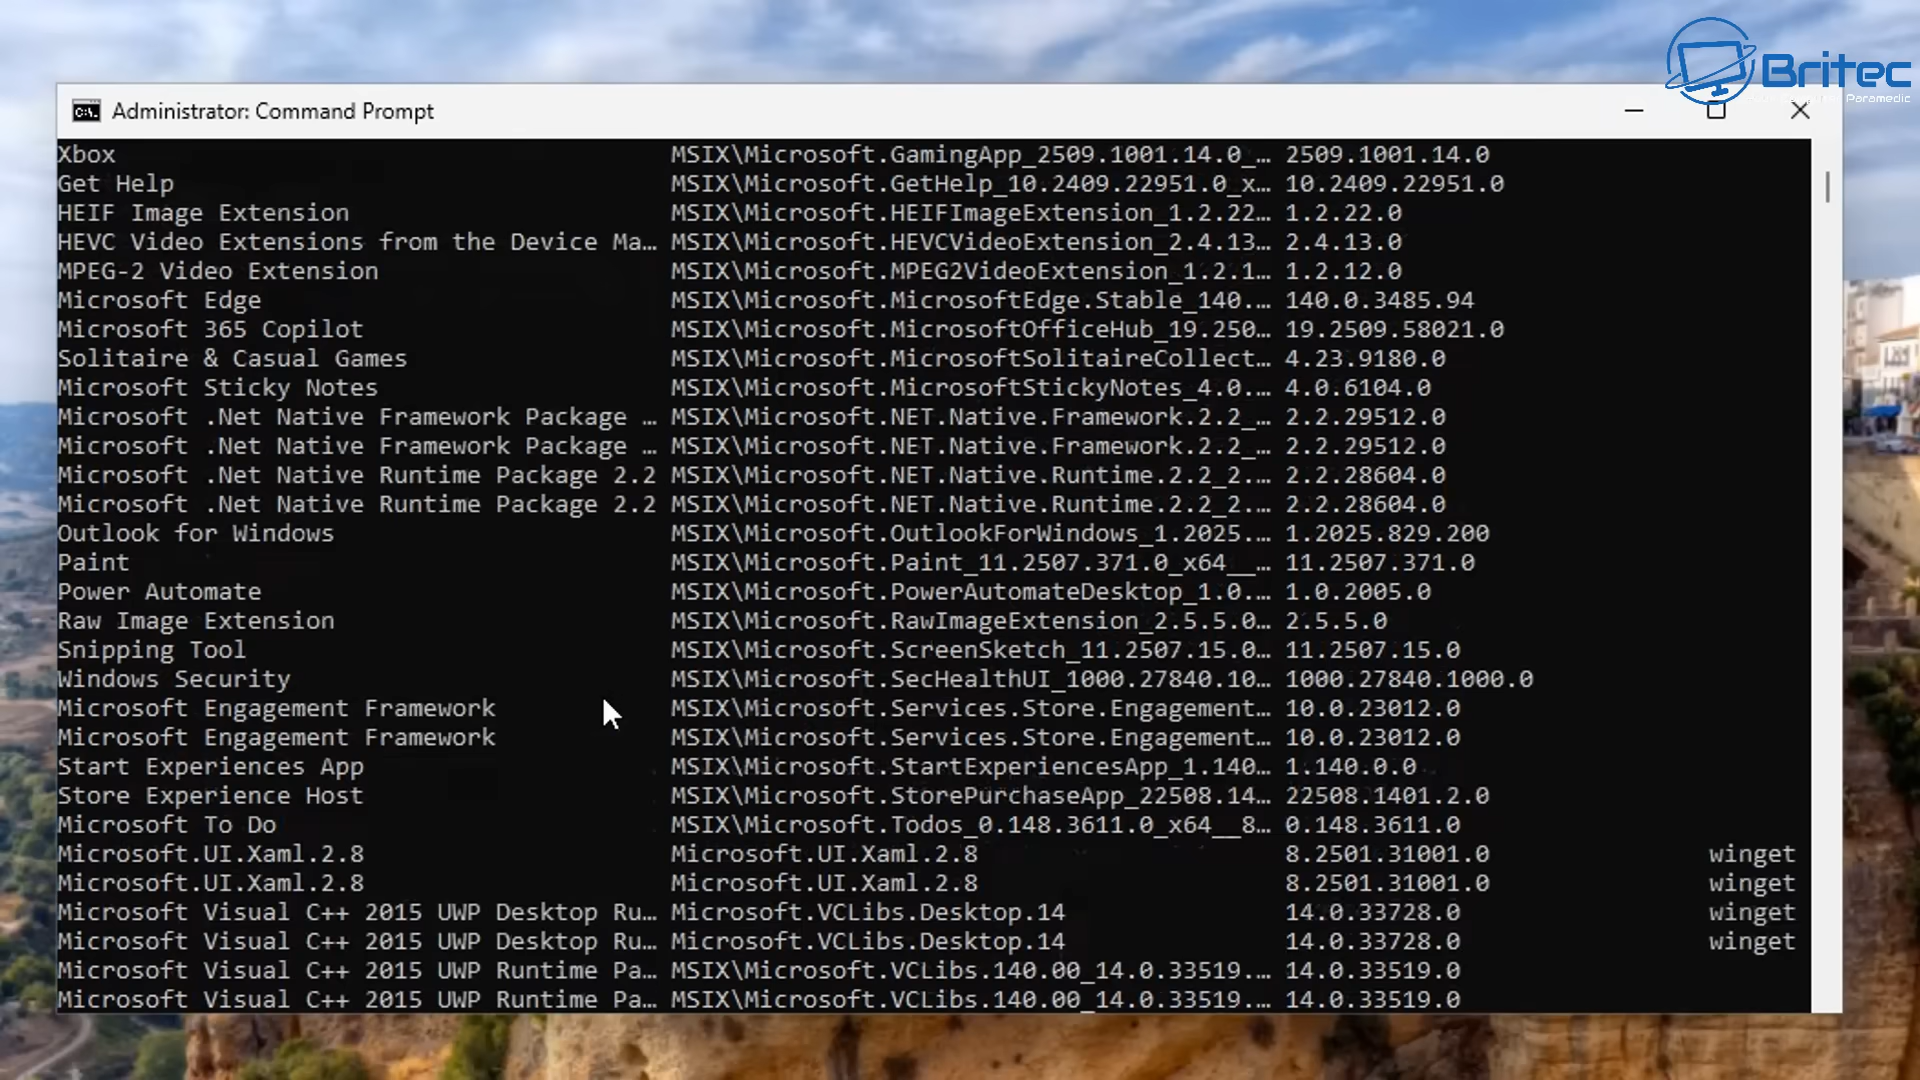 Britec
Paramedic
Administrator: Command Prompt
Xbox MSIX\Microsoft.GamingApp_2509.1001.14.0_… 2509.1001.14.0
Get Help MSIX\Microsoft.GetHelp_10.2409.22951.0_x… 10.2409.22951.0
HEIF Image Extension MSIX\Microsoft.HEIFImageExtension_1.2.22… 1.2.22.0
HEVC Video Extensions from the Device Ma… MSIX\Microsoft.HEVCVideoExtension_2.4.13… 2.4.13.0
MPEG-2 Video Extension MSIX\Microsoft.MPEG2VideoExtension_1.2.1… 1.2.12.0
Microsoft Edge MSIX\Microsoft.MicrosoftEdge.Stable_140.… 140.0.3485.94
Microsoft 365 Copilot MSIX\Microsoft.MicrosoftOfficeHub_19.250… 19.2509.58021.0
Solitaire & Casual Games MSIX\Microsoft.MicrosoftSolitaireCollect… 4.23.9180.0
Microsoft Sticky Notes MSIX\Microsoft.MicrosoftStickyNotes_4.0.… 4.0.6104.0
Microsoft .Net Native Framework Package … MSIX\Microsoft.NET.Native.Framework.2.2_… 2.2.29512.0
Microsoft .Net Native Framework Package … MSIX\Microsoft.NET.Native.Framework.2.2_… 2.2.29512.0
Microsoft .Net Native Runtime Package 2.2 MSIX\Microsoft.NET.Native.Runtime.2.2_2.… 2.2.28604.0
Microsoft .Net Native Runtime Package 2.2 MSIX\Microsoft.NET.Native.Runtime.2.2_2.… 2.2.28604.0
Outlook for Windows MSIX\Microsoft.OutlookForWindows_1.2025.… 1.2025.829.200
Paint MSIX\Microsoft.Paint_11.2507.371.0_x64__… 11.2507.371.0
Power Automate MSIX\Microsoft.PowerAutomateDesktop_1.0.… 1.0.2005.0
Raw Image Extension MSIX\Microsoft.RawImageExtension_2.5.5.0… 2.5.5.0
Snipping Tool MSIX\Microsoft.ScreenSketch_11.2507.15.0… 11.2507.15.0
Windows Security MSIX\Microsoft.SecHealthUI_1000.27840.10… 1000.27840.1000.0
Microsoft Engagement Framework MSIX\Microsoft.Services.Store.Engagement… 10.0.23012.0
Microsoft Engagement Framework MSIX\Microsoft.Services.Store.Engagement… 10.0.23012.0
Start Experiences App MSIX\Microsoft.StartExperiencesApp_1.140… 1.140.0.0
Store Experience Host MSIX\Microsoft.StorePurchaseApp_22508.14… 22508.1401.2.0
Microsoft To Do MSIX\Microsoft.Todos_0.148.3611.0_x64__8… 0.148.3611.0
Microsoft.UI.Xaml.2.8 Microsoft.UI.Xaml.2.8 8.2501.31001.0 winget
Microsoft.UI.Xaml.2.8 Microsoft.UI.Xaml.2.8 8.2501.31001.0 winget
Microsoft Visual C++ 2015 UWP Desktop Ru… Microsoft.VCLibs.Desktop.14 14.0.33728.0 winget
Microsoft Visual C++ 2015 UWP Desktop Ru… Microsoft.VCLibs.Desktop.14 14.0.33728.0 winget
Microsoft Visual C++ 2015 UWP Runtime Pa… MSIX\Microsoft.VCLibs.140.00_14.0.33519.… 14.0.33519.0
Microsoft Visual C++ 2015 UWP Runtime Pa… MSIX\Microsoft.VCLibs.140.00_14.0.33519.… 14.0.33519.0